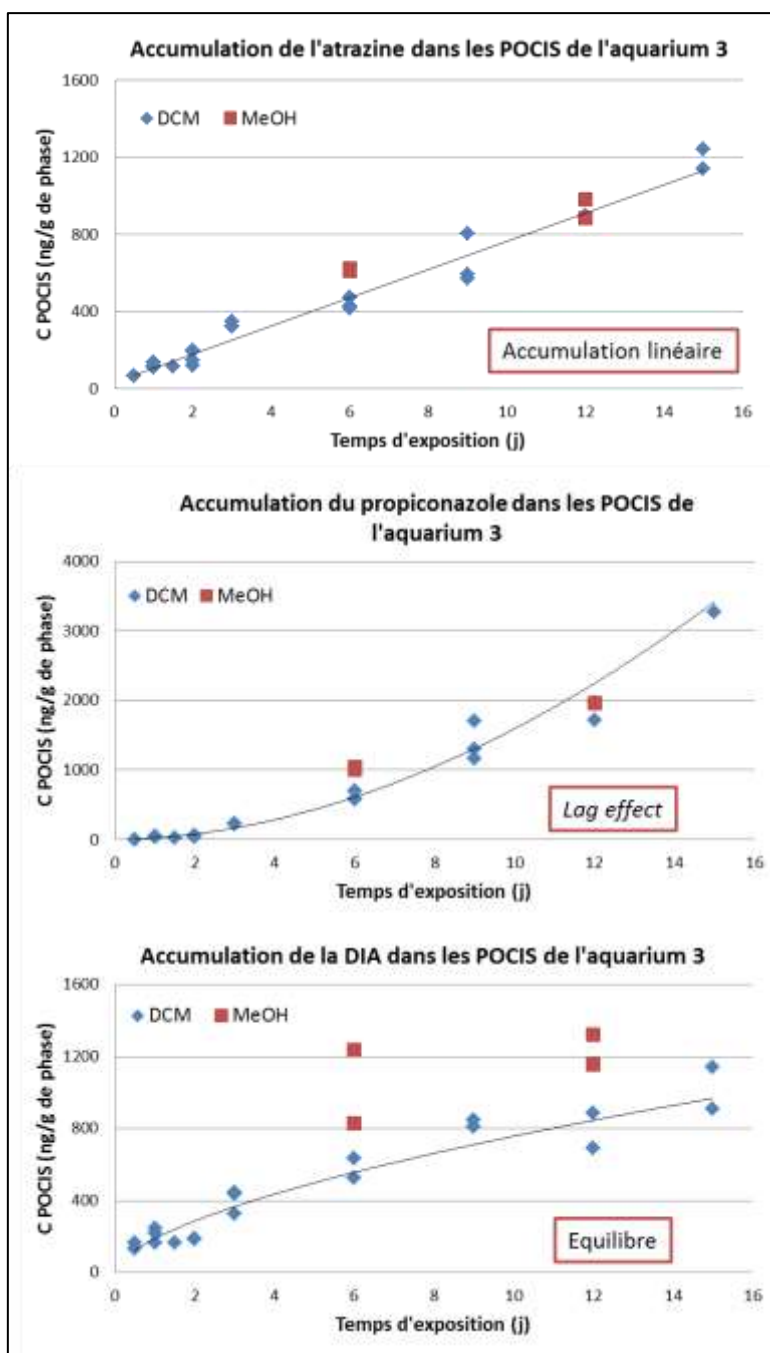 Accumulation de l'atrazine dans les POCIS de l'aquarium 3
1600
1200
800
400
0
C POCIS (ng/g de phase)
DCM MeOH
Accumulation linéaire
0 2 4 6 8 10 12 14 16
Temps d'exposition (j)
Accumulation du propiconazole dans les POCIS de
l'aquarium 3
4000
3000
2000
1000
0
C POCIS (ng/g de phase)
DCM MeOH
Lag effect
0 2 4 6 8 10 12 14 16
Temps d'exposition (j)
Accumulation de la DIA dans les POCIS de l'aquarium 3
1600
1200
800
400
0
C POCIS (ng/g de phase)
DCM MeOH
Equilibre
0 2 4 6 8 10 12 14 16
Temps d'exposition (j)